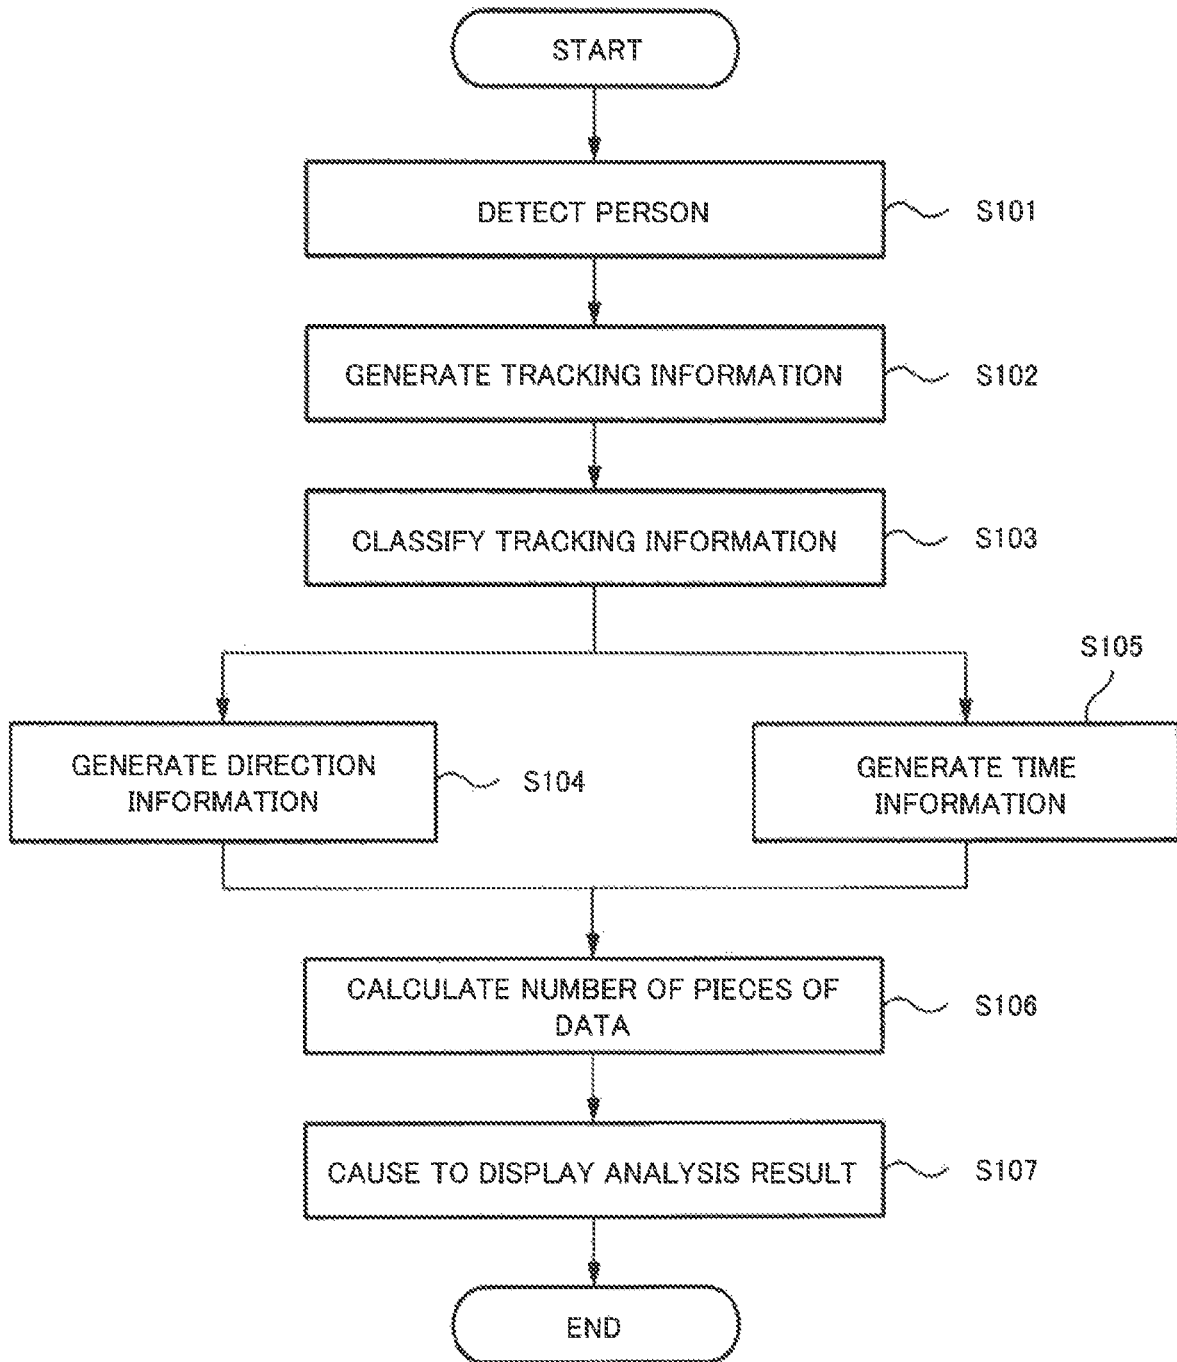 START
DETECT PERSON
S101
GENERATE TRACKING INFORMATION
S102
CLASSIFY TRACKING INFORMATION
S103
S105
GENERATE DIRECTION
INFORMATION
S104
GENERATE TIME
INFORMATION
CALCULATE NUMBER OF PIECES OF
DATA
S106
CAUSE TO DISPLAY ANALYSIS RESULT
S107
END